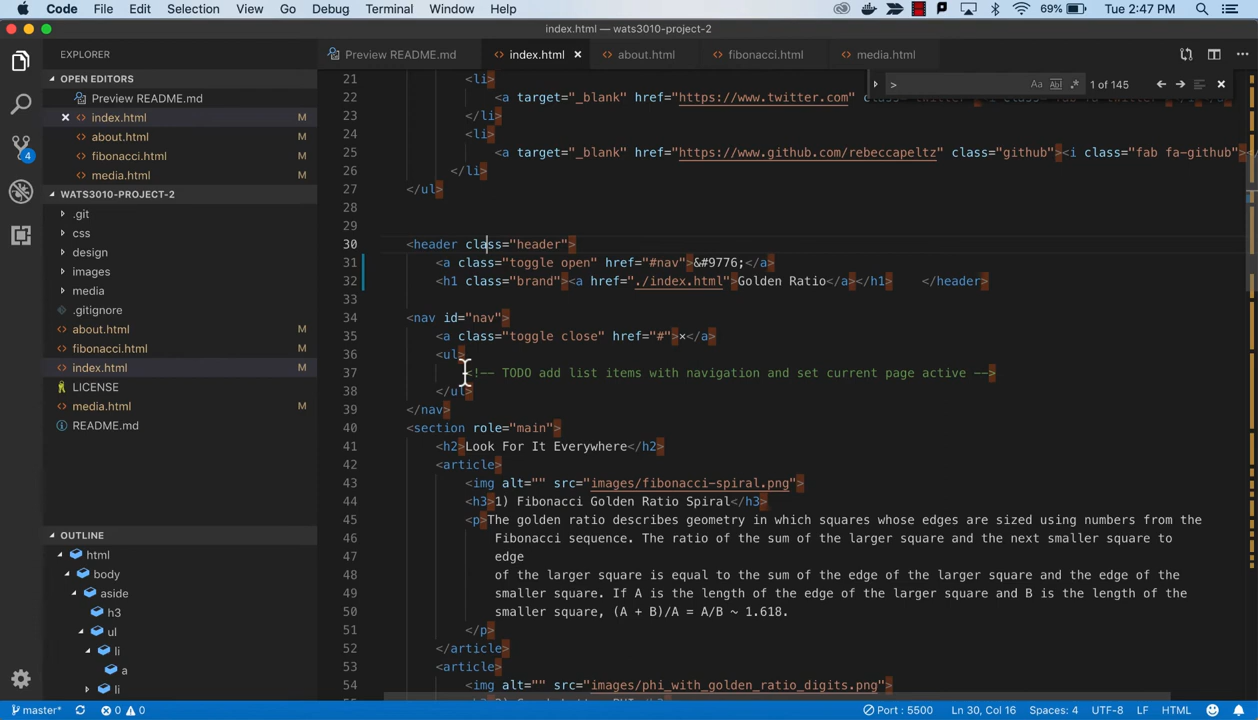 Code File Edit Selection View Go Debug Terminal Window Help 69% Tue 2:47 PM
index.html — wats3010-project-2
EXPLORER
OPEN EDITORS
Preview README.md
index.html M
about.html M
fibonacci.html M
media.html M
WATS3010-PROJECT-2
.git
css
design
images
media
.gitignore
about.html M
fibonacci.html M
index.html M
LICENSE
media.html M
README.md
OUTLINE
html
body
aside
h3
ul
li
a
li
4
Preview README.md index.html about.html fibonacci.html media.html
> Aa Abl 1 of 145
21 <li>
22 <a target="_blank" href="https://www.twitter.com"
23 </li>
24 <li>
25 <a target="_blank" href="https://www.github.com/rebeccapeltz" class="github"><i class="fab fa-github"></
26 </li>
27 </ul>
28
29
30 <header class="header">
31 <a class="toggle open" href="#nav">&#9776;</a>
32 <h1 class="brand"><a href="./index.html">Golden Ratio</a></h1> </header>
33
34 <nav id="nav">
35 <a class="toggle close" href="#">×</a>
36 <ul>
37 <!-- TODO add list items with navigation and set current page active -->
38 </ul>
39 </nav>
40 <section role="main">
41 <h2>Look For It Everywhere</h2>
42 <article>
43 <img alt="" src="images/fibonacci-spiral.png">
44 <h3>1) Fibonacci Golden Ratio Spiral</h3>
45 <p>The golden ratio describes geometry in which squares whose edges are sized using numbers from the
46 Fibonacci sequence. The ratio of the sum of the larger square and the next smaller square to
47 edge
48 of the larger square is equal to the sum of the edge of the larger square and the edge of the
49 smaller square. If A is the length of the edge of the larger square and B is the length of the
50 smaller square, (A + B)/A = A/B ~ 1.618.
51 </p>
52 </article>
53 <article>
54 <img alt="" src="images/phi_with_golden_ratio_digits.png">
master* 0 0 Port : 5500 Ln 30, Col 16 Spaces: 4 UTF-8 LF HTML